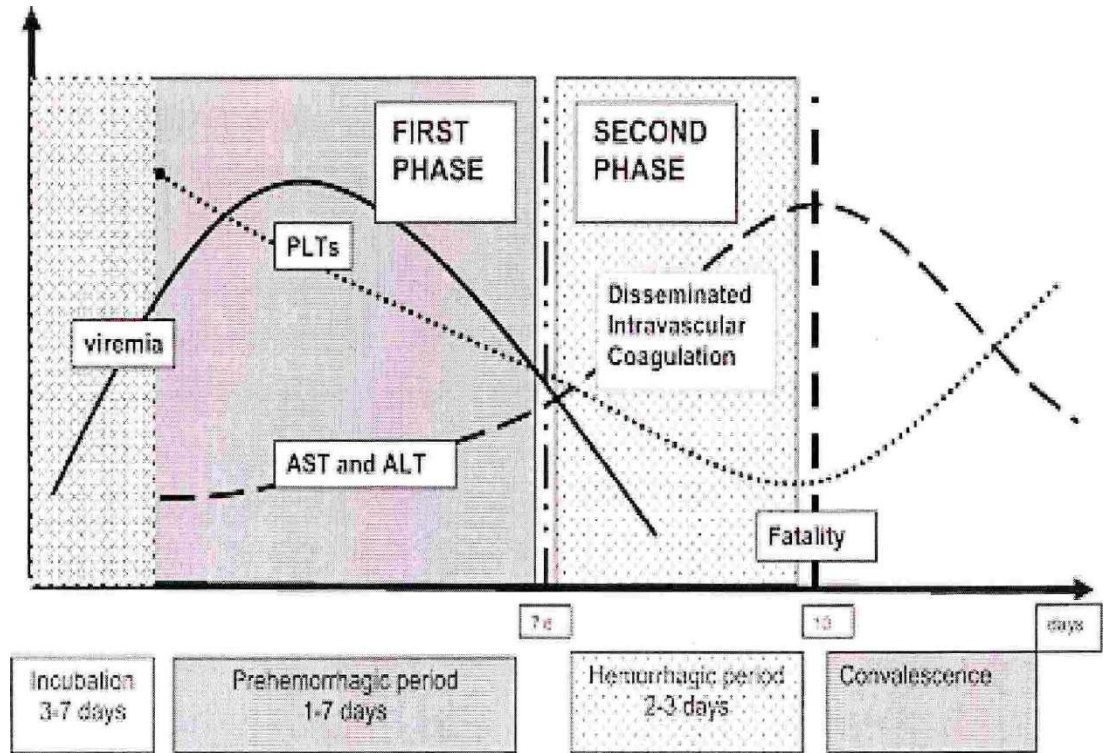 FIRST
PHASE
SECOND
PHASE
PLTs
viremia
Disseminated
Intravascular
Coagulation
AST and ALT
Fatality
10
days
Incubation
3-7 days
Prehemorrhagic period
1-7 days
Hemorrhagic period
2-3 days
Convalescence